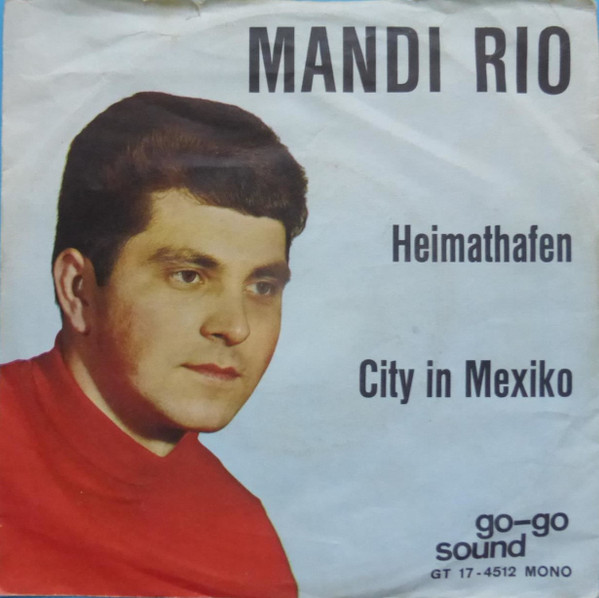 MANDI RIO
Heimathafen
City in Mexiko
go-go
sound
GT 17-4512 MONO